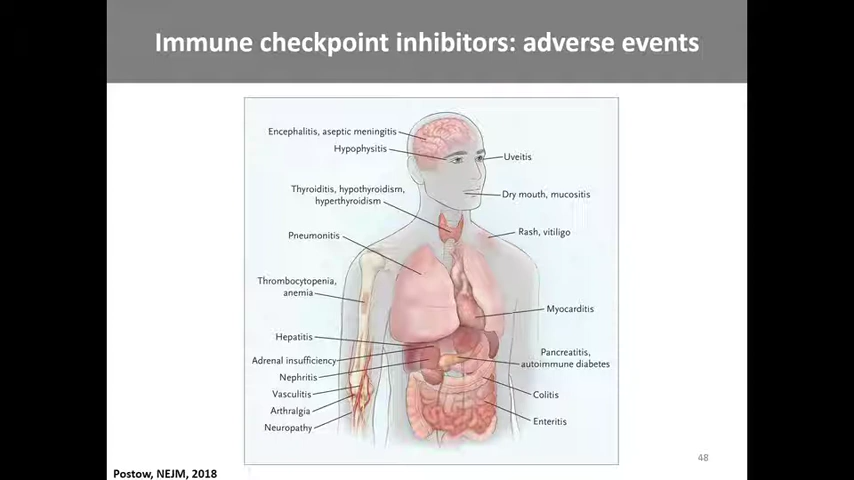 Immune checkpoint inhibitors: adverse events
Encephalitis, aseptic meningitis
Hypophysitis
Uveitis
Thyroiditis, hypothyroidism,
hyperthyroidism
Dry mouth, mucositis
Pneumonitis
Rash, vitiligo
Thrombocytopenia,
anemia
Myocarditis
Hepatitis
Adrenal insufficiency
Pancreatitis,
autoimmune diabetes
Nephritis
Vasculitis
Colitis
Arthralgia
Enteritis
Neuropathy
48
Postow, NEJM, 2018